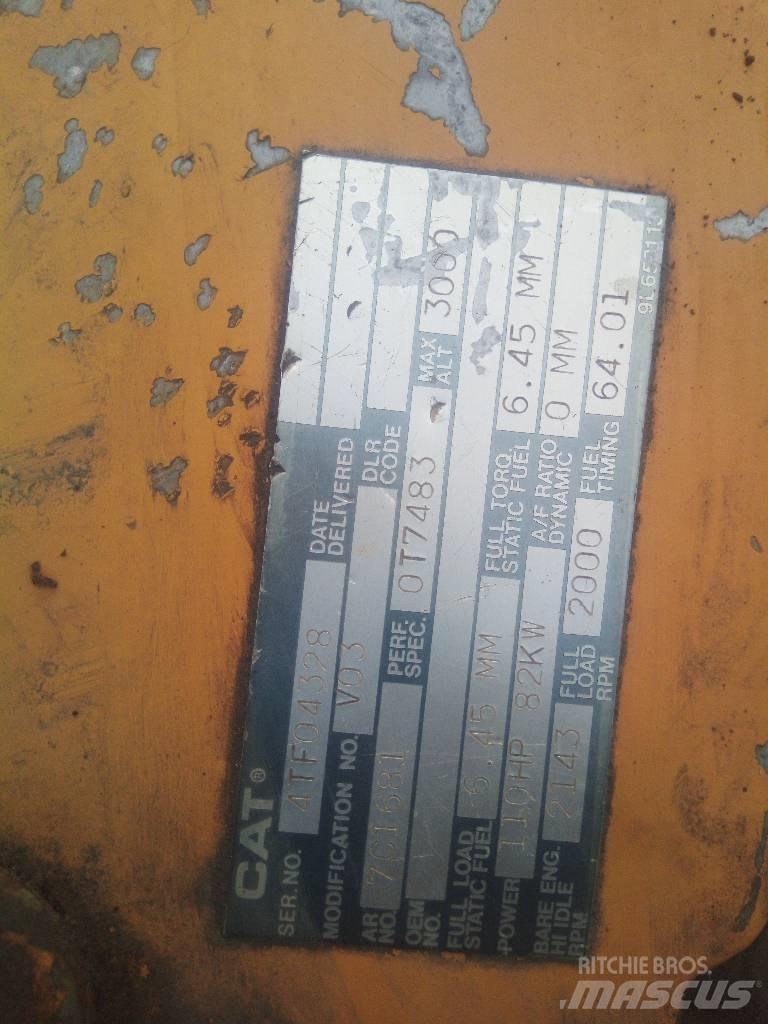 CAT®
SER. NO. 4TF04328 DATE DELIVERED
MODIFICATION NO. V03 DLR CODE
AR NO. 7C1681 PERF. SPEC. 0T7483 MAX ALT 3000
OEM NO.
FULL LOAD STATIC FUEL 6.45 MM FULL TORQ STATIC FUEL 6.45 MM
POWER 110HP 82KW A/F RATIO DYNAMIC 0 MM
BARE ENG. HI IDLE RPM 2143 FULL LOAD RPM 2000 FUEL TIMING 64.01
RITCHIE BROS.
MASCUS